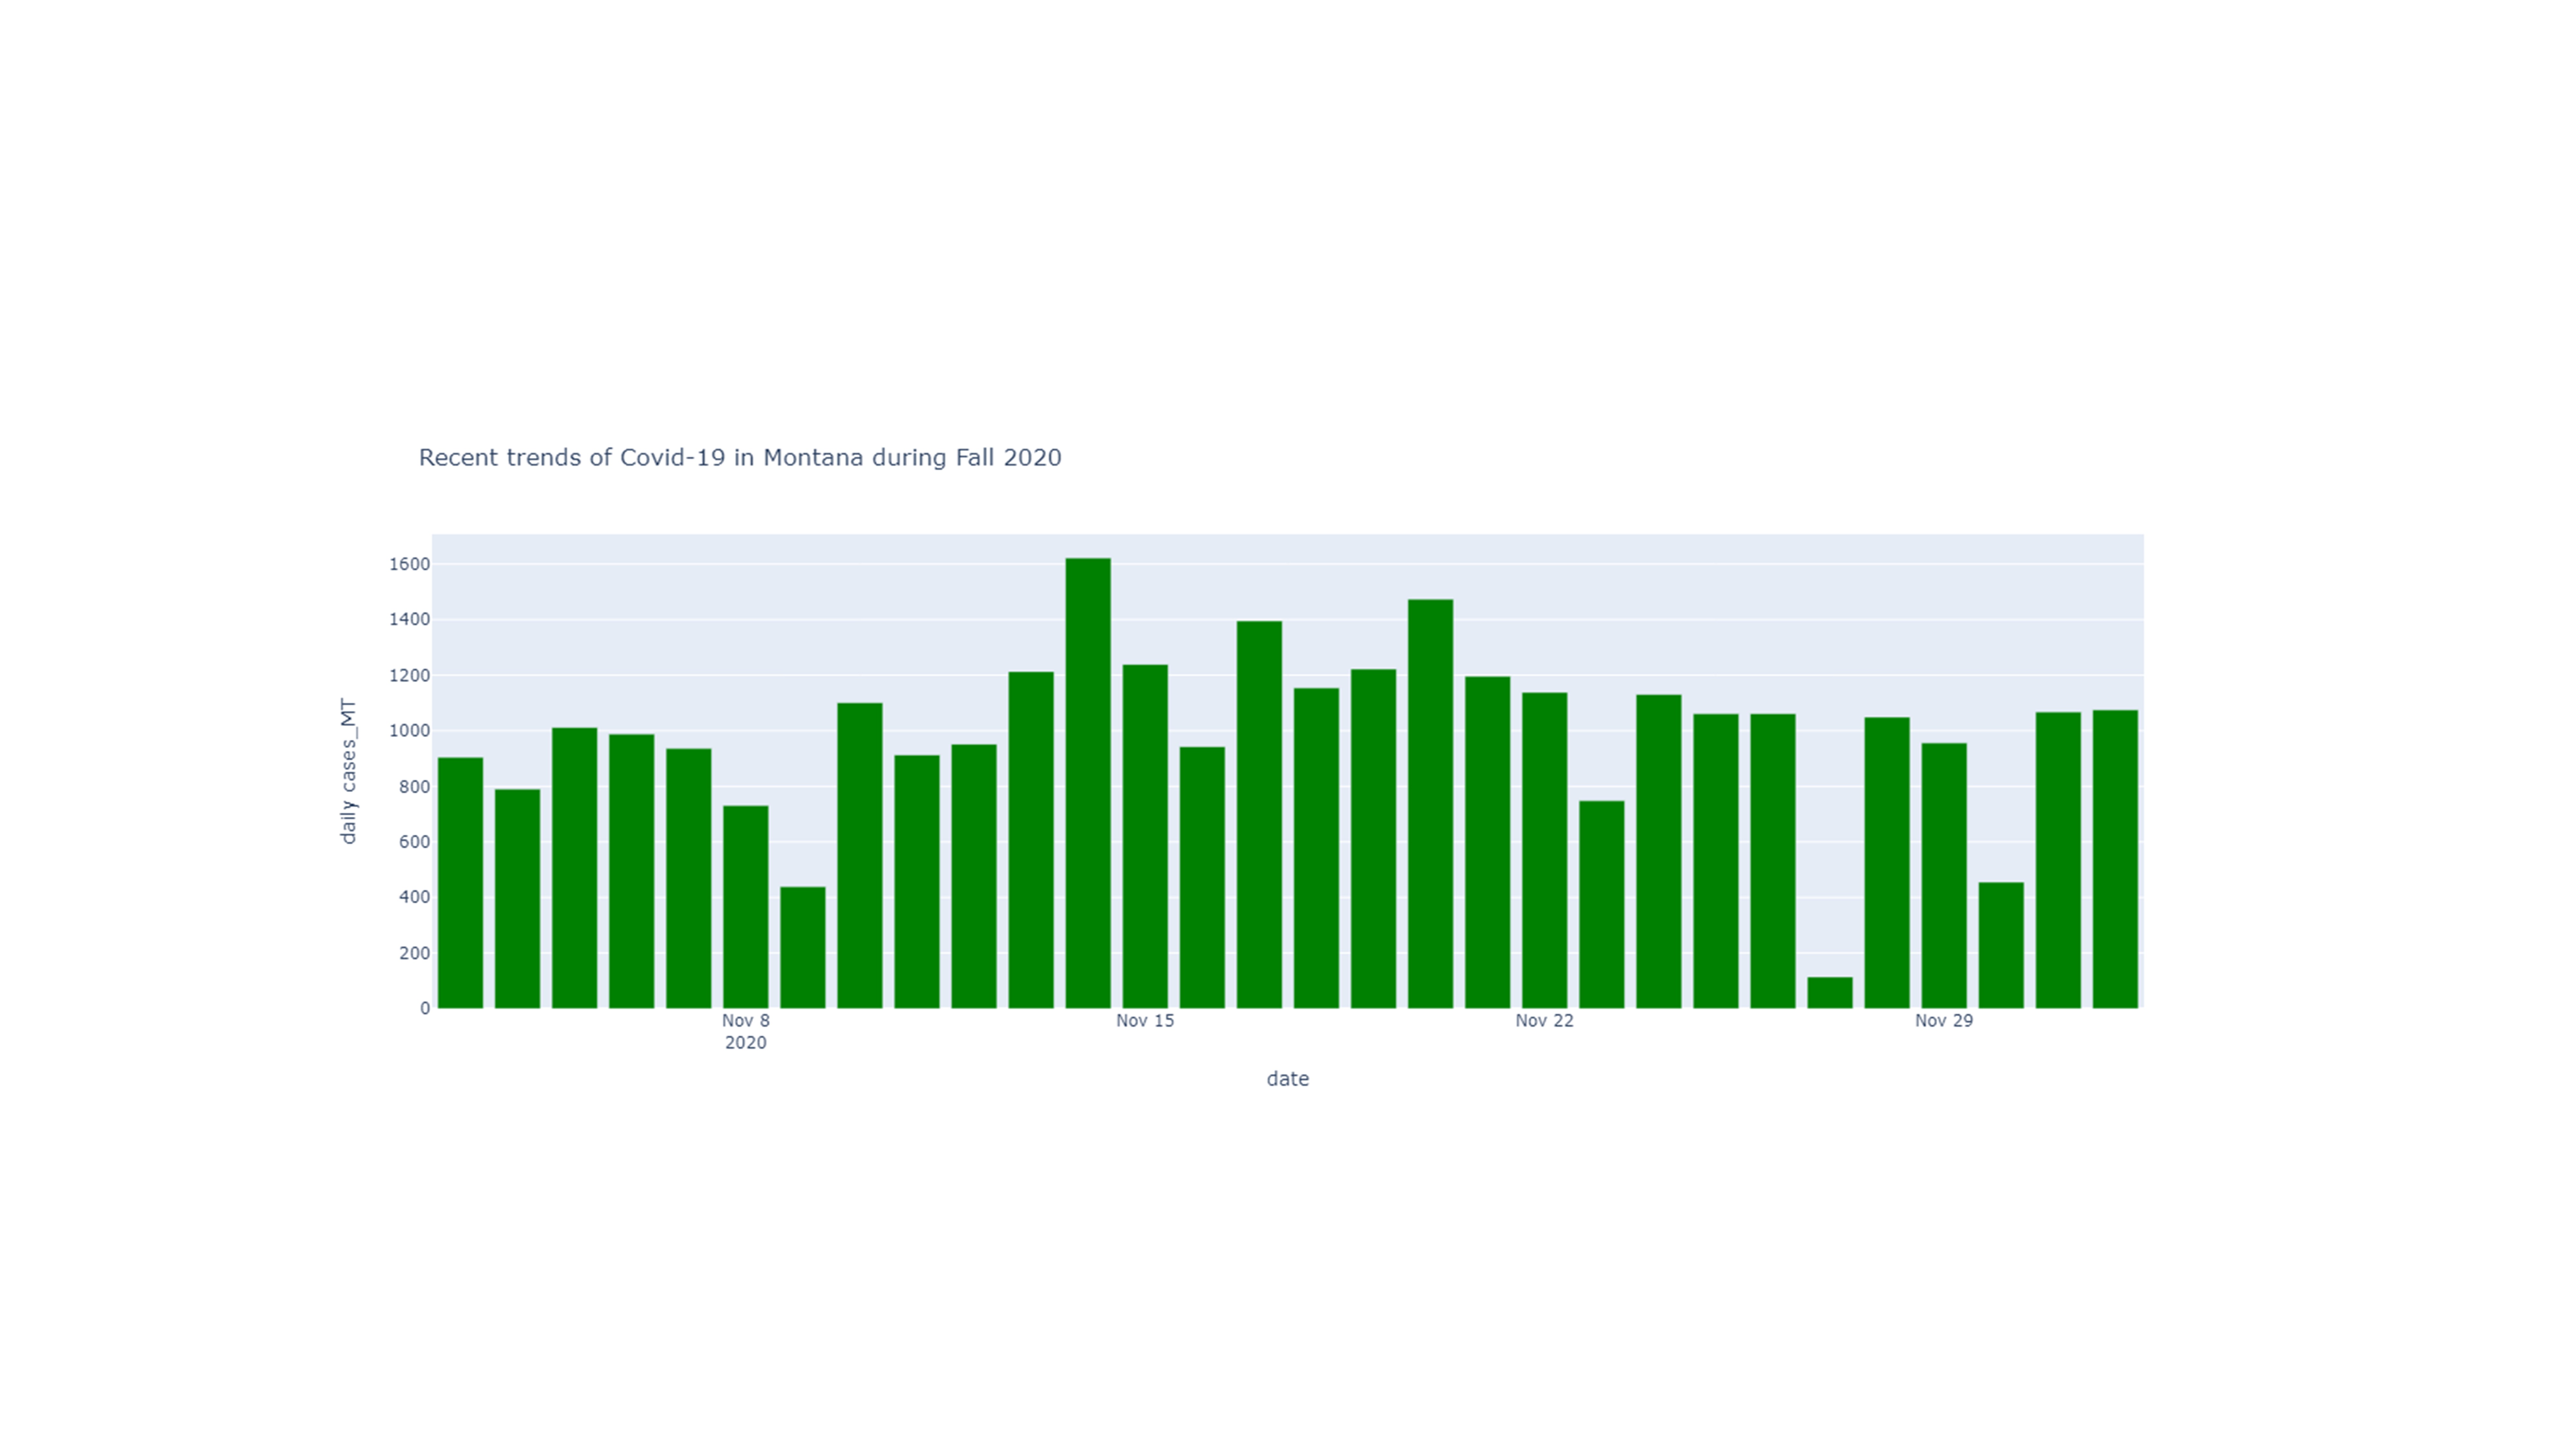 Recent trends of Covid-19 in Montana during Fall 2020
1600
1400
1200
1000
800
600
400
200
0
daily cases_MT
Nov 8
2020
Nov 15
Nov 22
Nov 29
date